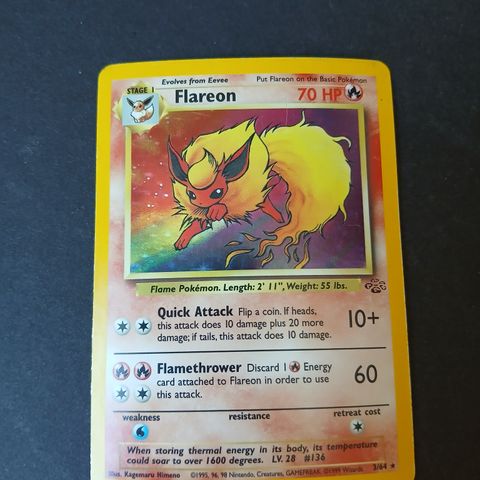 Evolves from Eevee Put Flareon on the Basic Pokémon
STAGE 1
Flareon 70 HP
Flame Pokémon. Length: 2' 11", Weight: 55 lbs.
Quick Attack Flip a coin. If heads,
this attack does 10 damage plus 20 more
damage; if tails, this attack does 10 damage.
10+
Flamethrower Discard 1 Energy
card attached to Flareon in order to use
this attack.
60
weakness resistance retreat cost
When storing thermal energy in its body, its temperature
could soar to over 1600 degrees. LV. 28 #136
Illus. Kagemaru Himeno ©1995, 96, 98 Nintendo, Creatures, GAMEFREAK. ©1999 Wizards. 3/64 ★